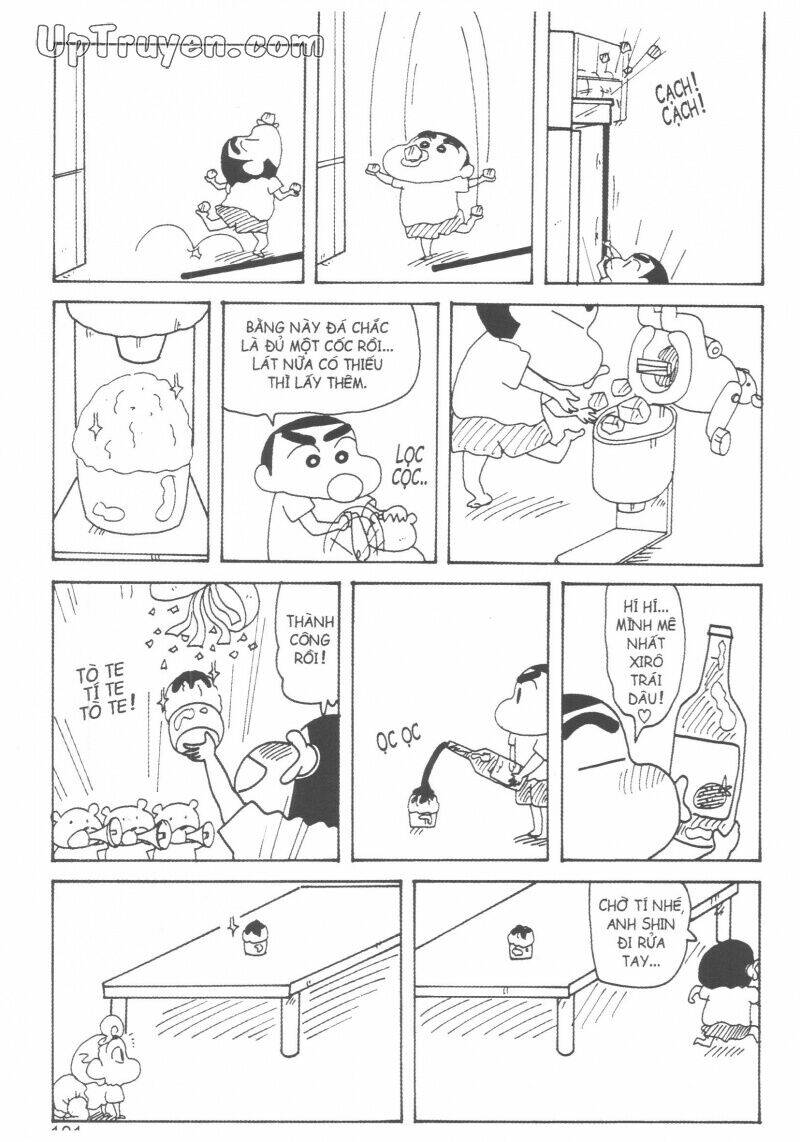 UpTruyen.com
CẠCH!
CẠCH!
BẰNG NÀY ĐÁ CHẮC
LÀ ĐỦ MỘT CỐC RỒI...
LÁT NỮA CÓ THIẾU
THÌ LẤY THÊM.
LỌC
CỌC..
HÍ HÍ...
MÌNH MÊ
NHẤT
XIRÔ
TRÁI
DÂU!
ỌC ỌC
THÀNH
CÔNG
RỒI!
TÒ TE
TÍ TE
TÒ TE!
CHỜ TÍ NHÉ,
ANH SHIN
ĐI RỬA
TAY...